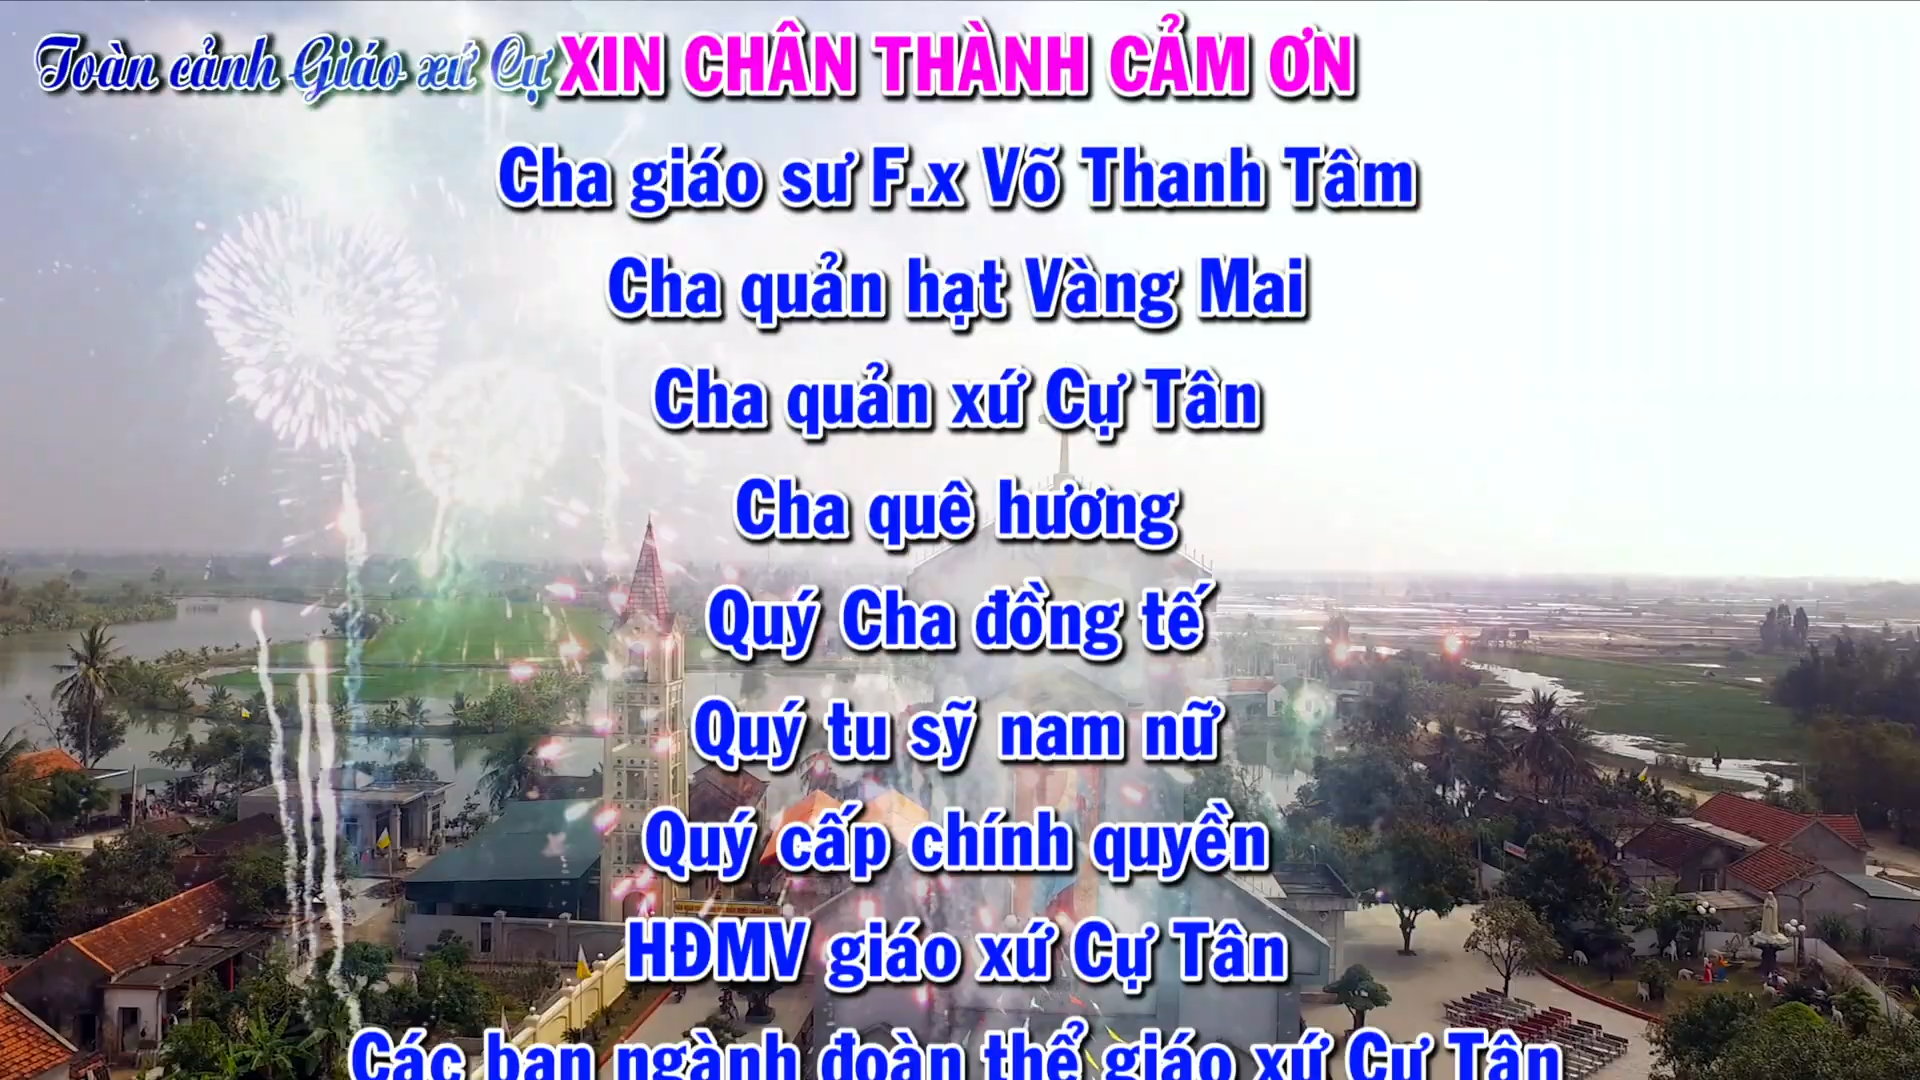 Toàn cảnh Giáo xứ Cự
XIN CHÂN THÀNH CẢM ƠN
Cha giáo sư F.x Võ Thanh Tâm
Cha quản hạt Vàng Mai
Cha quản xứ Cự Tân
Cha quê hương
Quý Cha đồng tế
Quý tu sỹ nam nữ
Quý cấp chính quyền
HĐMV giáo xứ Cự Tân
Các ban ngành đoàn thể giáo xứ Cự Tân